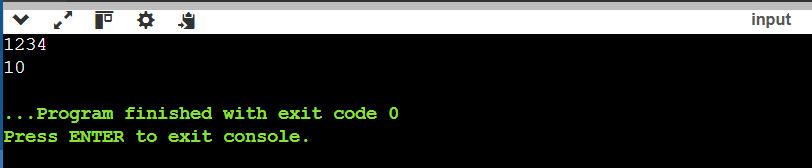 input
1234
10
...Program finished with exit code 0
Press ENTER to exit console.